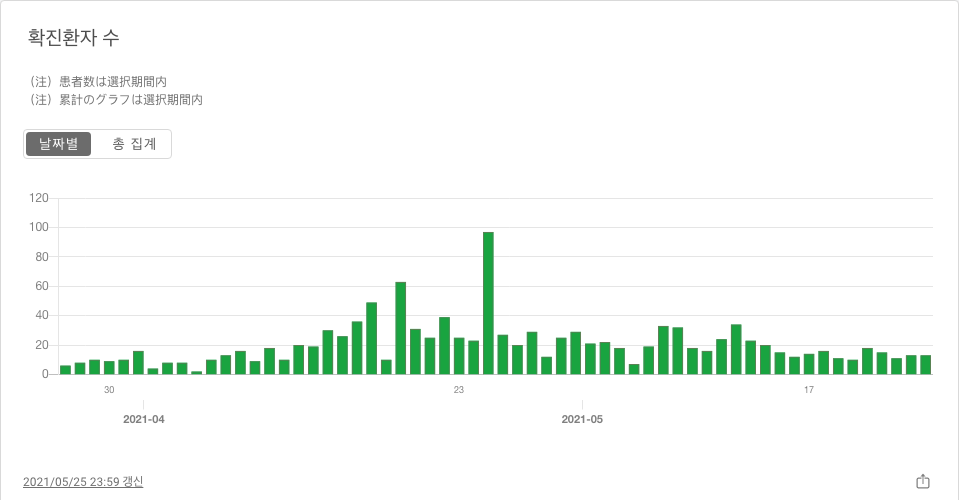 확진환자 수
（注）患者数は選択期間内
（注）累計のグラフは選択期間内
날짜별 총 집계
120
100
80
60
40
20
0
30 23 17
2021-04 2021-05
2021/05/25 23:59 갱신